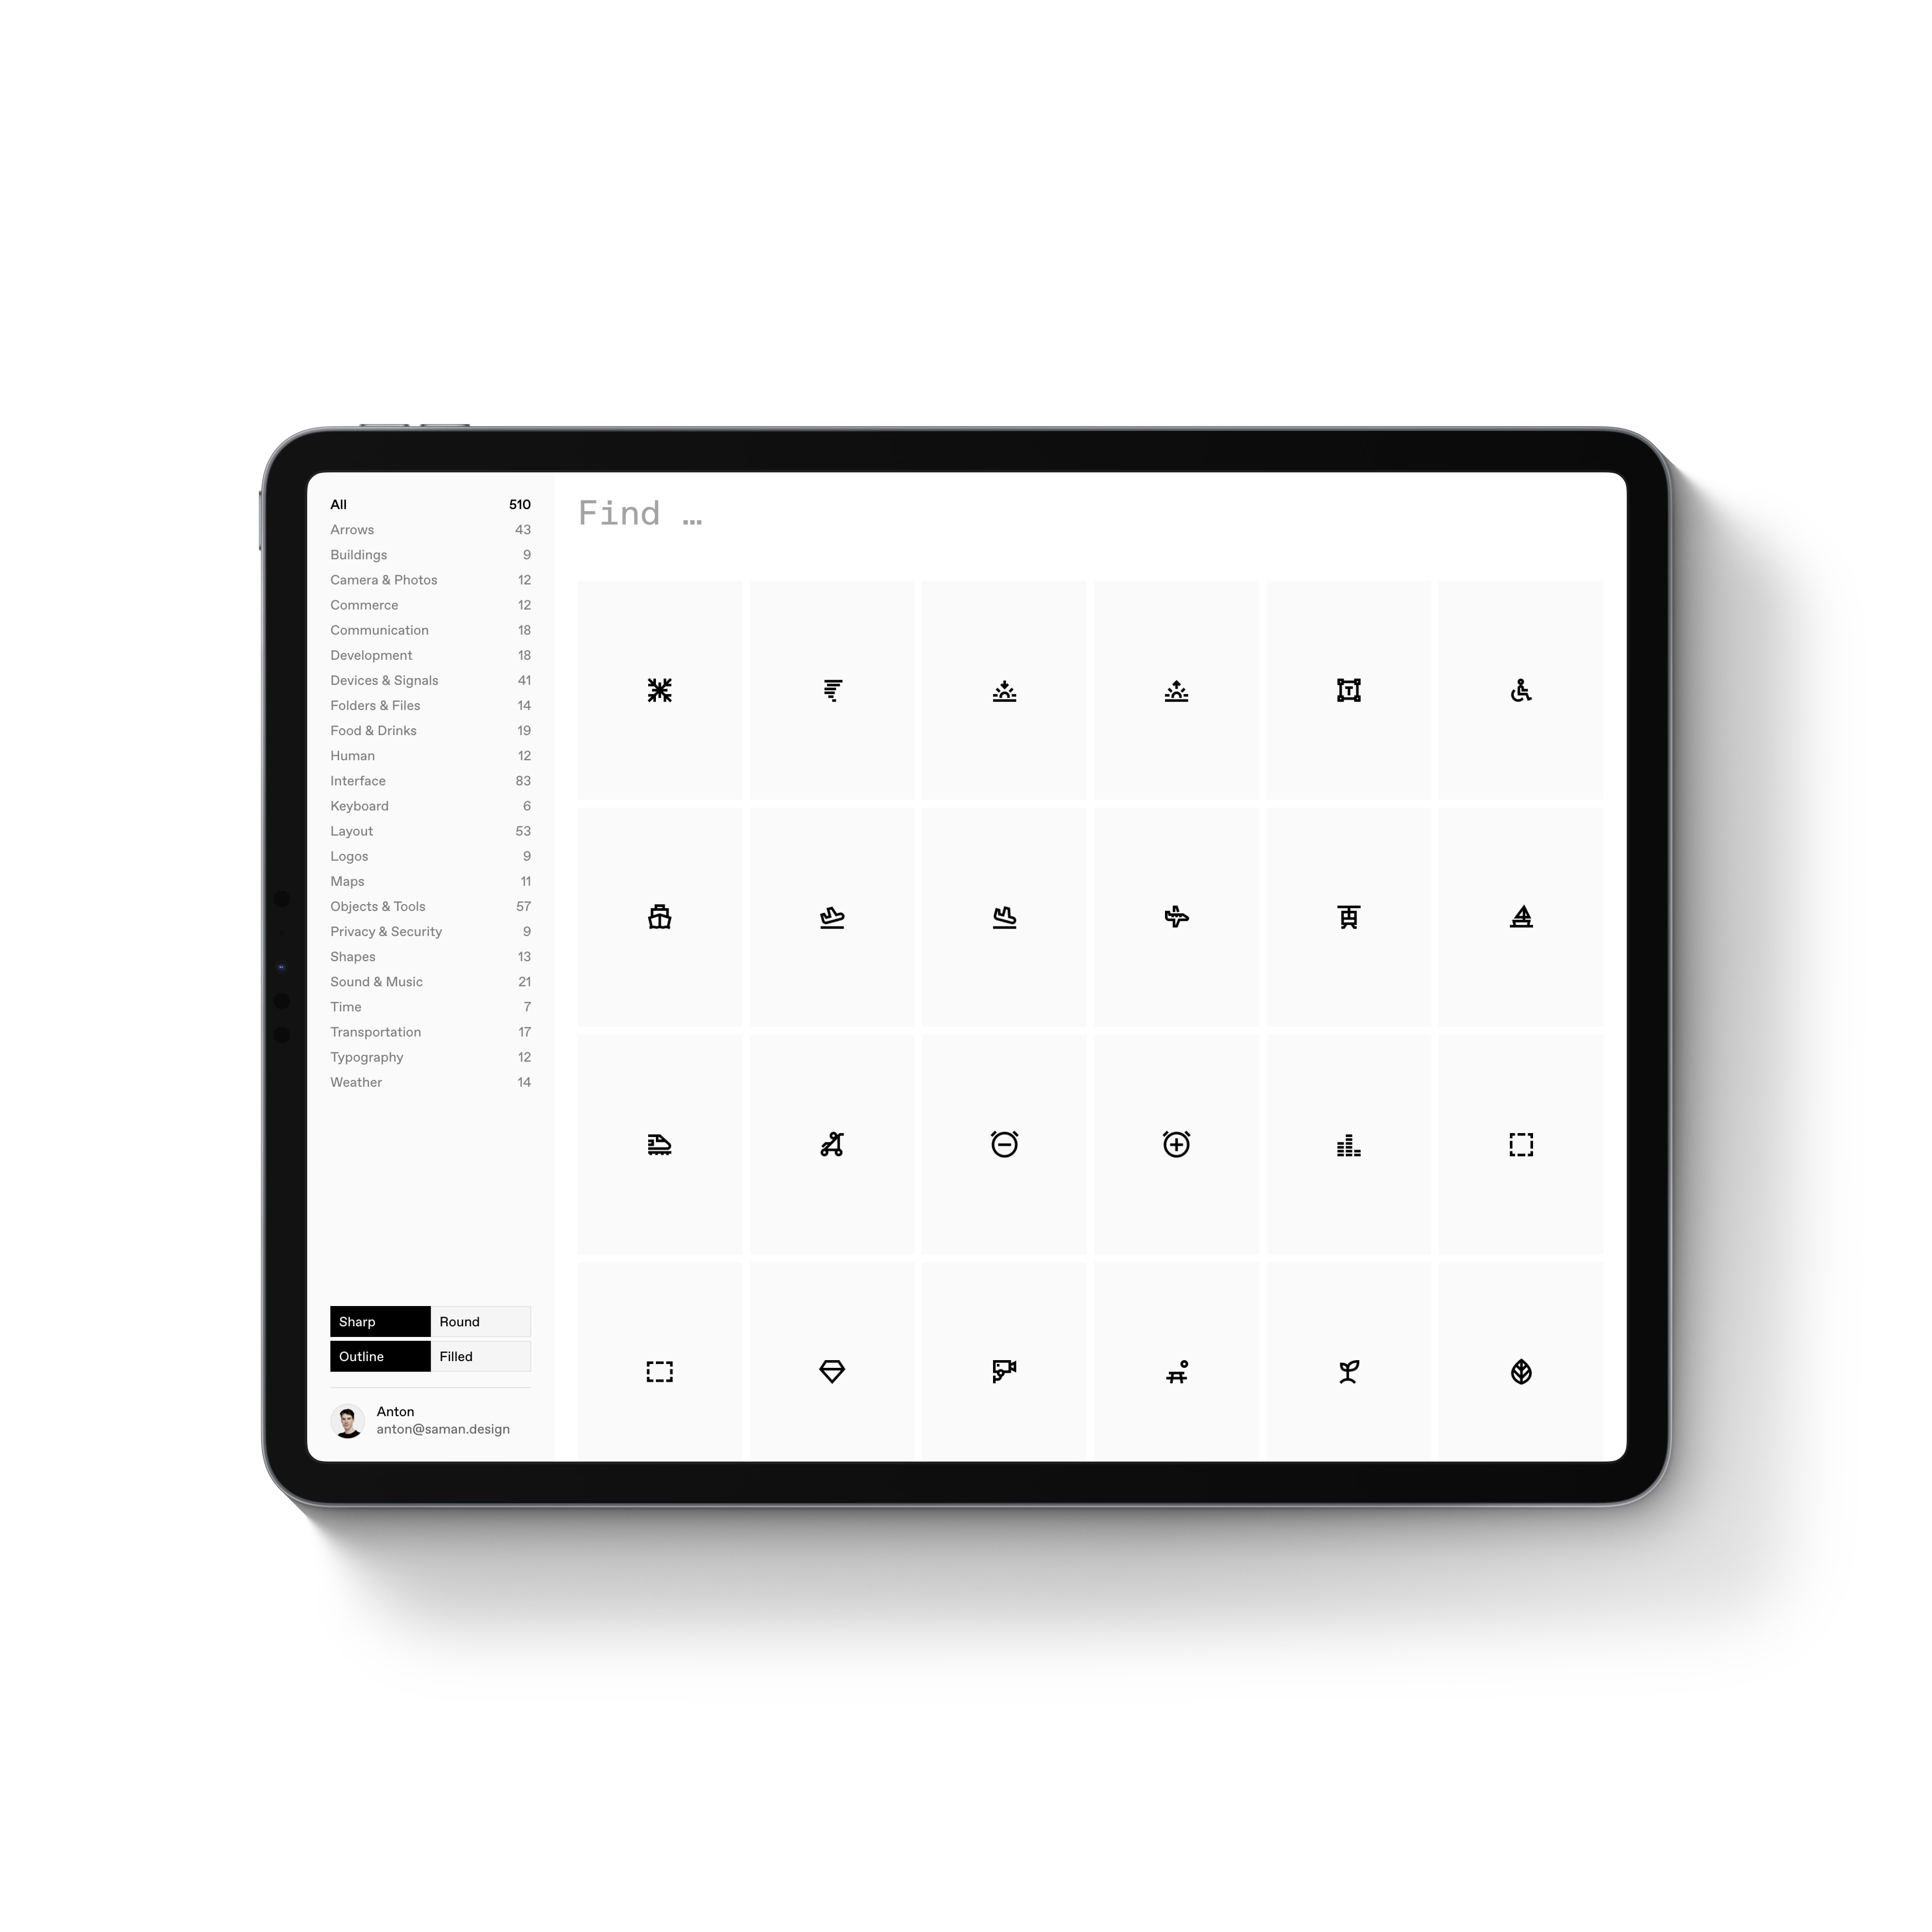 All 510
Arrows 43
Buildings 9
Camera & Photos 12
Commerce 12
Communication 18
Development 18
Devices & Signals 41
Folders & Files 14
Food & Drinks 19
Human 12
Interface 83
Keyboard 6
Layout 53
Logos 9
Maps 11
Objects & Tools 57
Privacy & Security 9
Shapes 13
Sound & Music 21
Time 7
Transportation 17
Typography 12
Weather 14
Sharp Round
Outline Filled
Anton
anton@saman.design
Find …
T